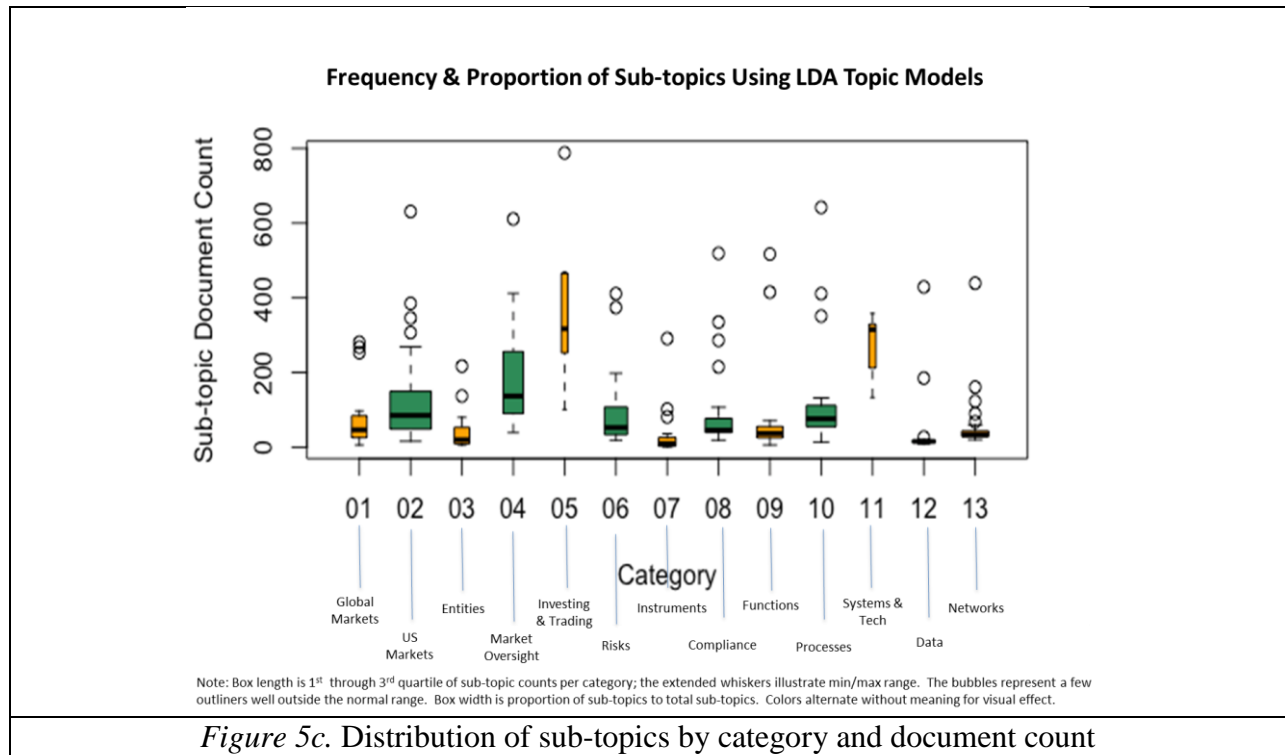 Frequency & Proportion of Sub-topics Using LDA Topic Models
Sub-topic Document Count
800
600
400
200
0
01 02 03 04 05 06 07 08 09 10 11 12 13
Category
Global Markets
US Markets
Entities
Market Oversight
Investing & Trading
Risks
Instruments
Compliance
Functions
Processes
Systems & Tech
Data
Networks
Note: Box length is 1st through 3rd quartile of sub-topic counts per category; the extended whiskers illustrate min/max range. The bubbles represent a few
outliners well outside the normal range. Box width is proportion of sub-topics to total sub-topics. Colors alternate without meaning for visual effect.
Figure 5c. Distribution of sub-topics by category and document count